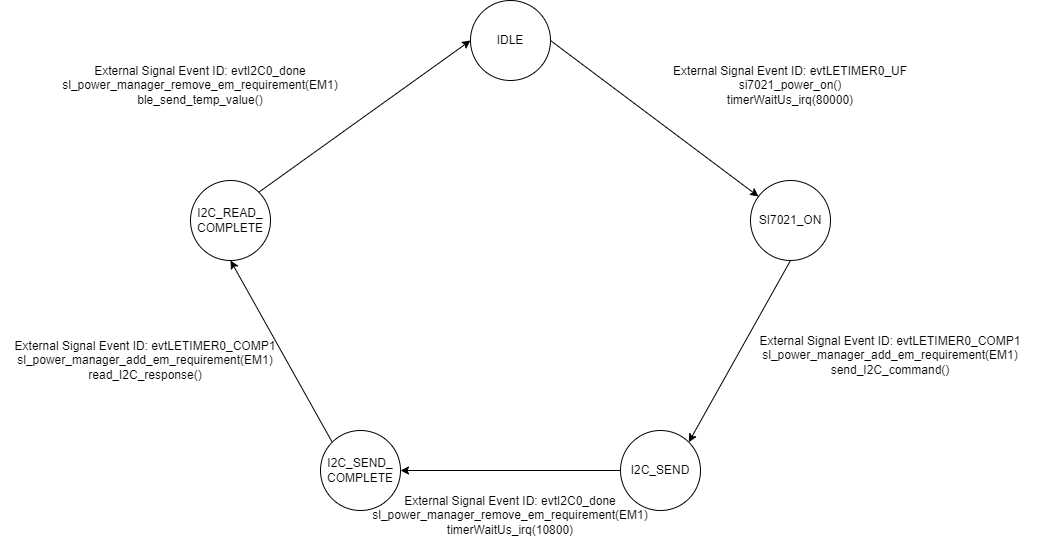 IDLE
External Signal Event ID: evtI2C0_done
sl_power_manager_remove_em_requirement(EM1)
ble_send_temp_value()
External Signal Event ID: evtLETIMER0_UF
si7021_power_on()
timerWaitUs_irq(80000)
I2C_READ_
COMPLETE
SI7021_ON
External Signal Event ID: evtLETIMER0_COMP1
sl_power_manager_add_em_requirement(EM1)
read_I2C_response()
External Signal Event ID: evtLETIMER0_COMP1
sl_power_manager_add_em_requirement(EM1)
send_I2C_command()
I2C_SEND_
COMPLETE
I2C_SEND
External Signal Event ID: evtI2C0_done
sl_power_manager_remove_em_requirement(EM1)
timerWaitUs_irq(10800)